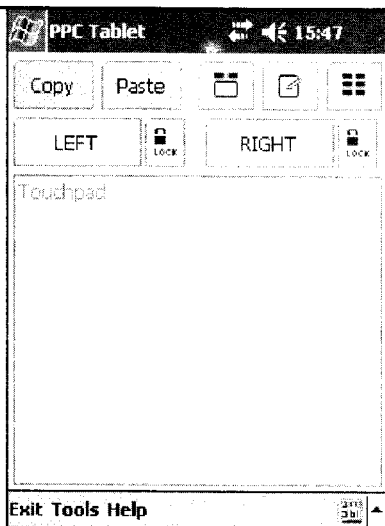 PPC Tablet 15:47
Copy Paste
LEFT LOCK RIGHT LOCK
Touchpad
Exit Tools Help